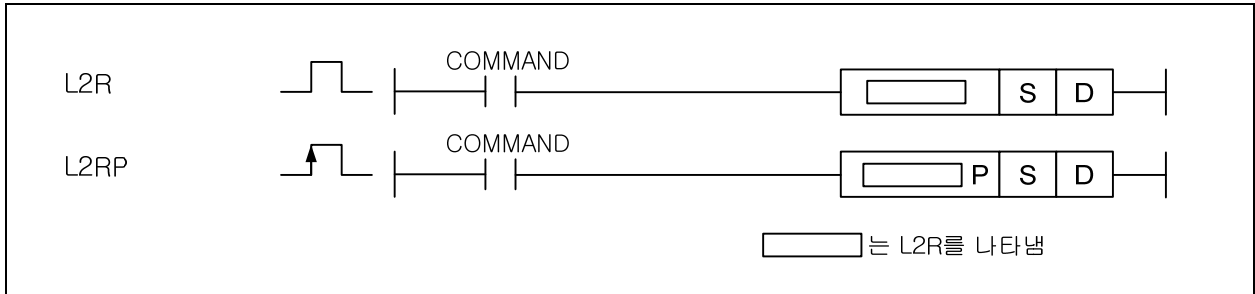 COMMAND
L2R S D
COMMAND
L2RP P S D
는 L2R를 나타냄